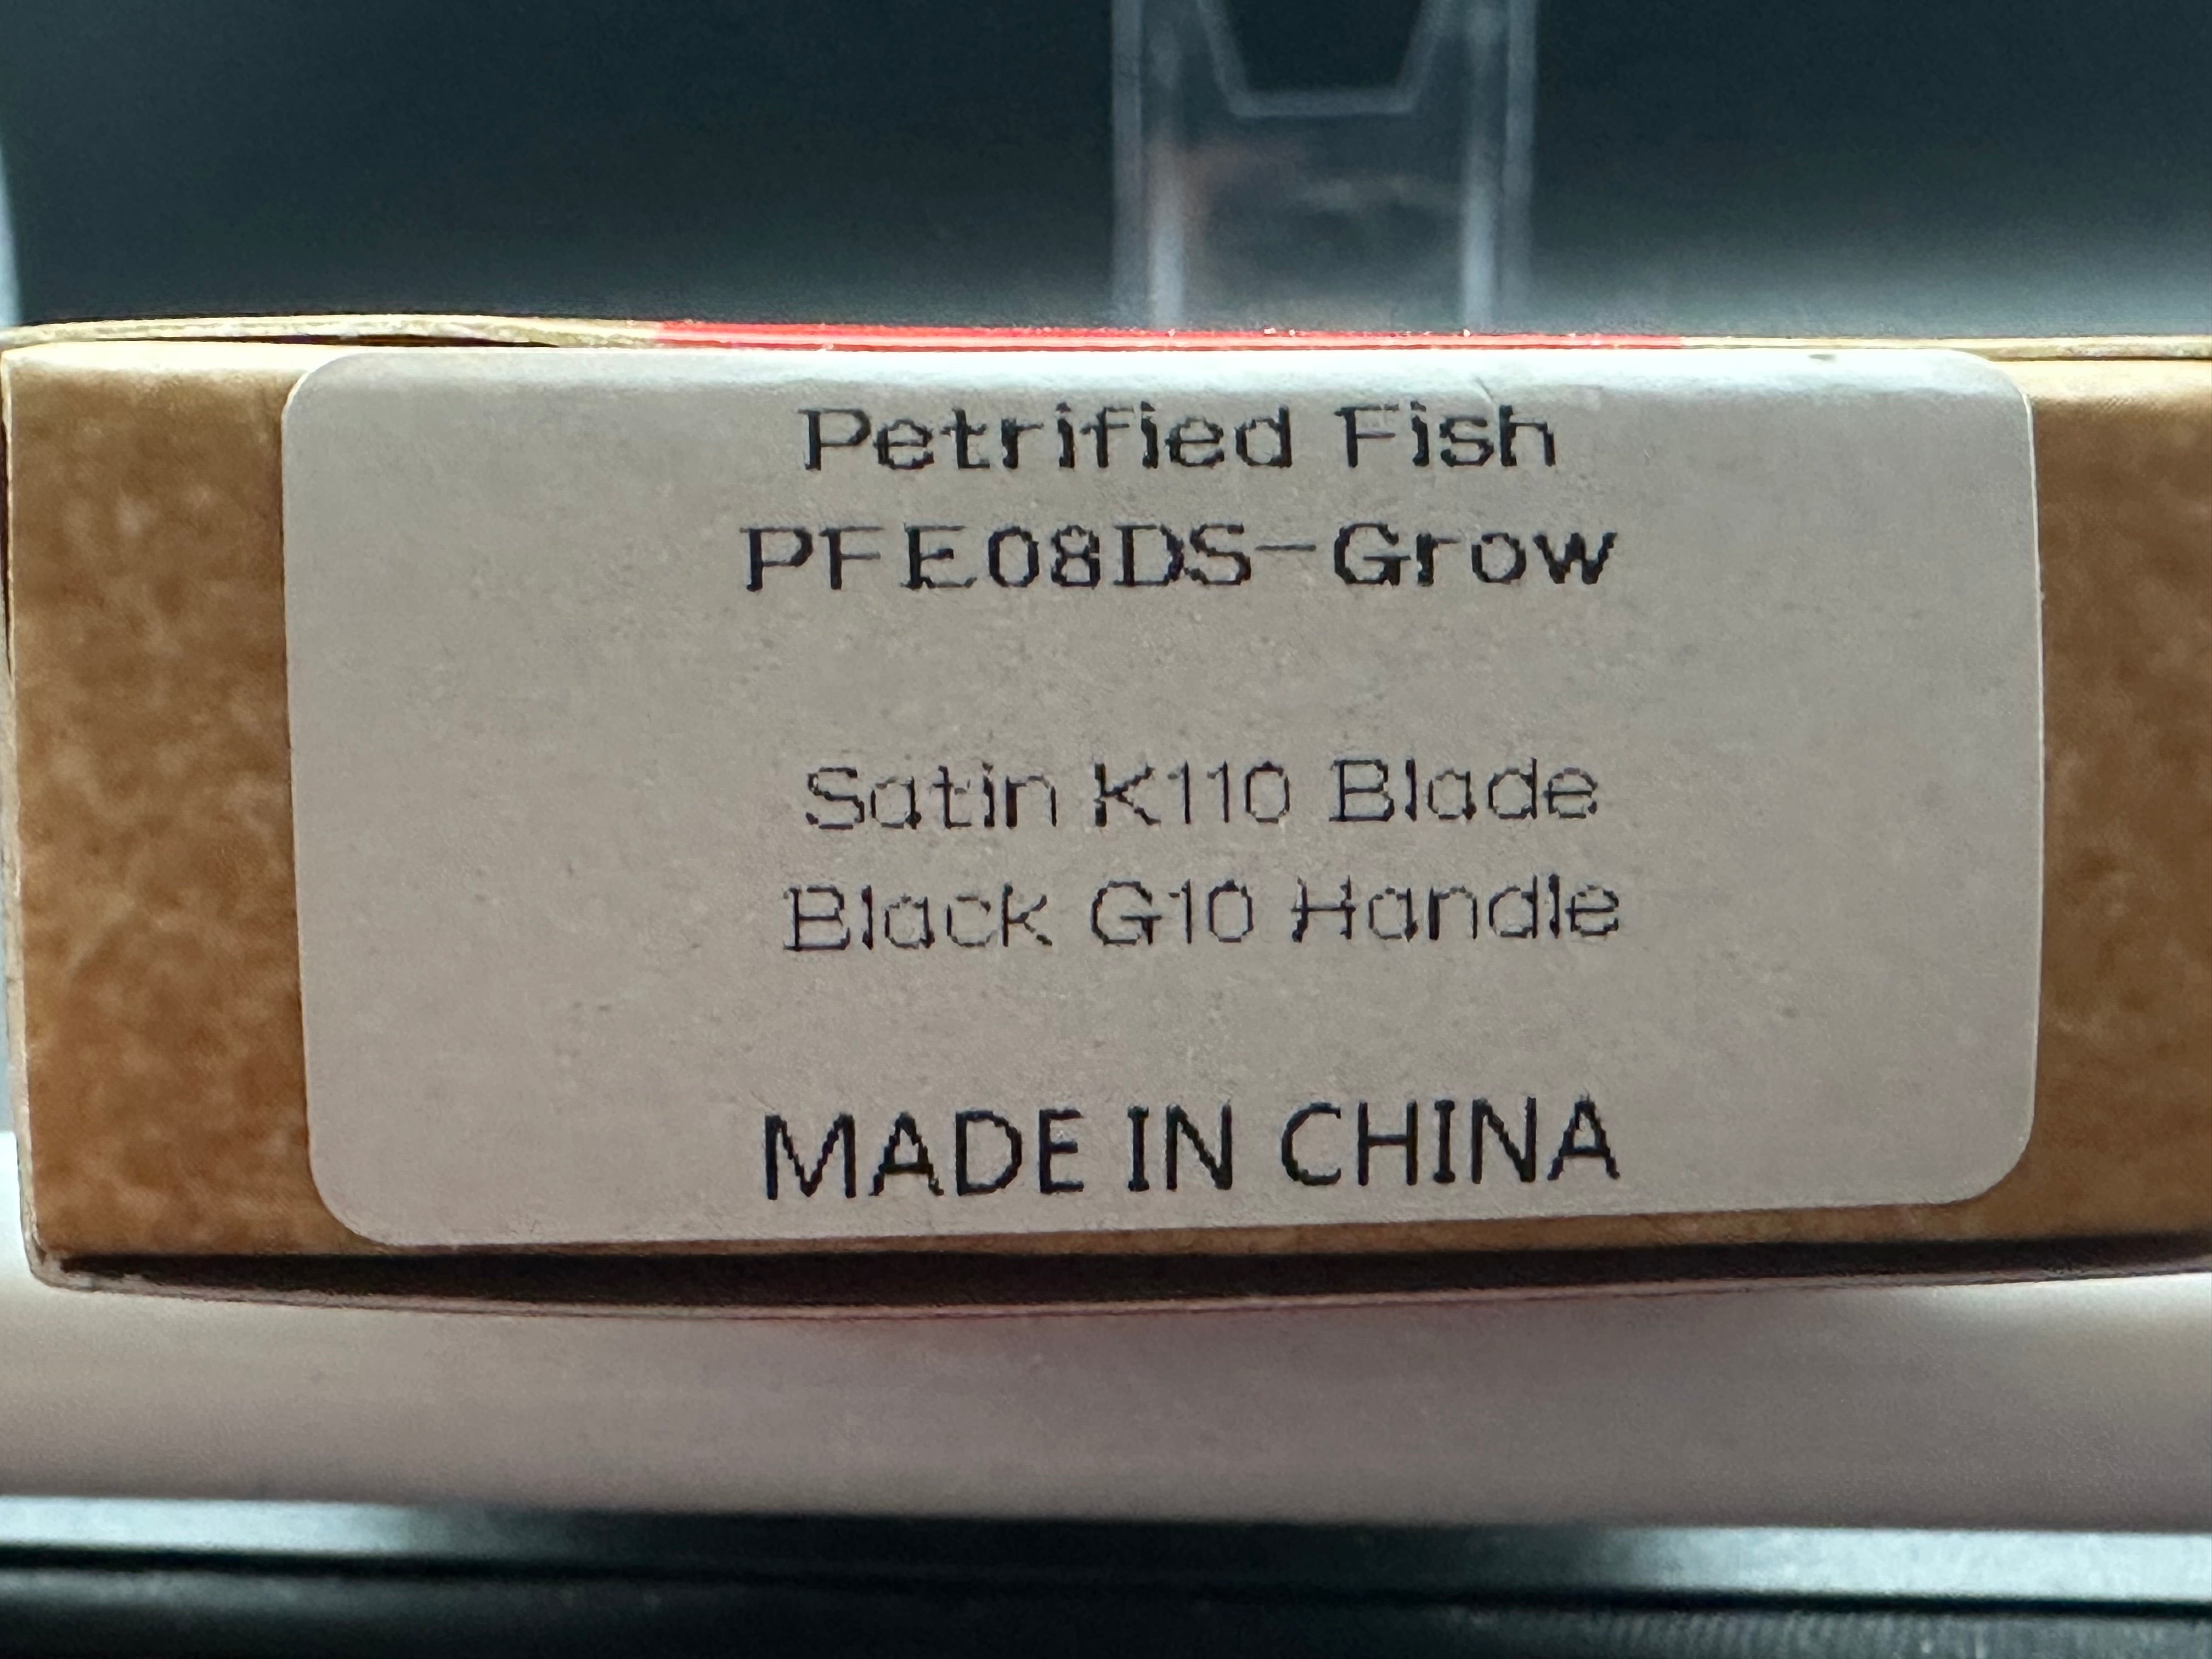 Petrified Fish
PFE08DS-Grow
Satin K110 Blade
Black G10 Handle
MADE IN CHINA